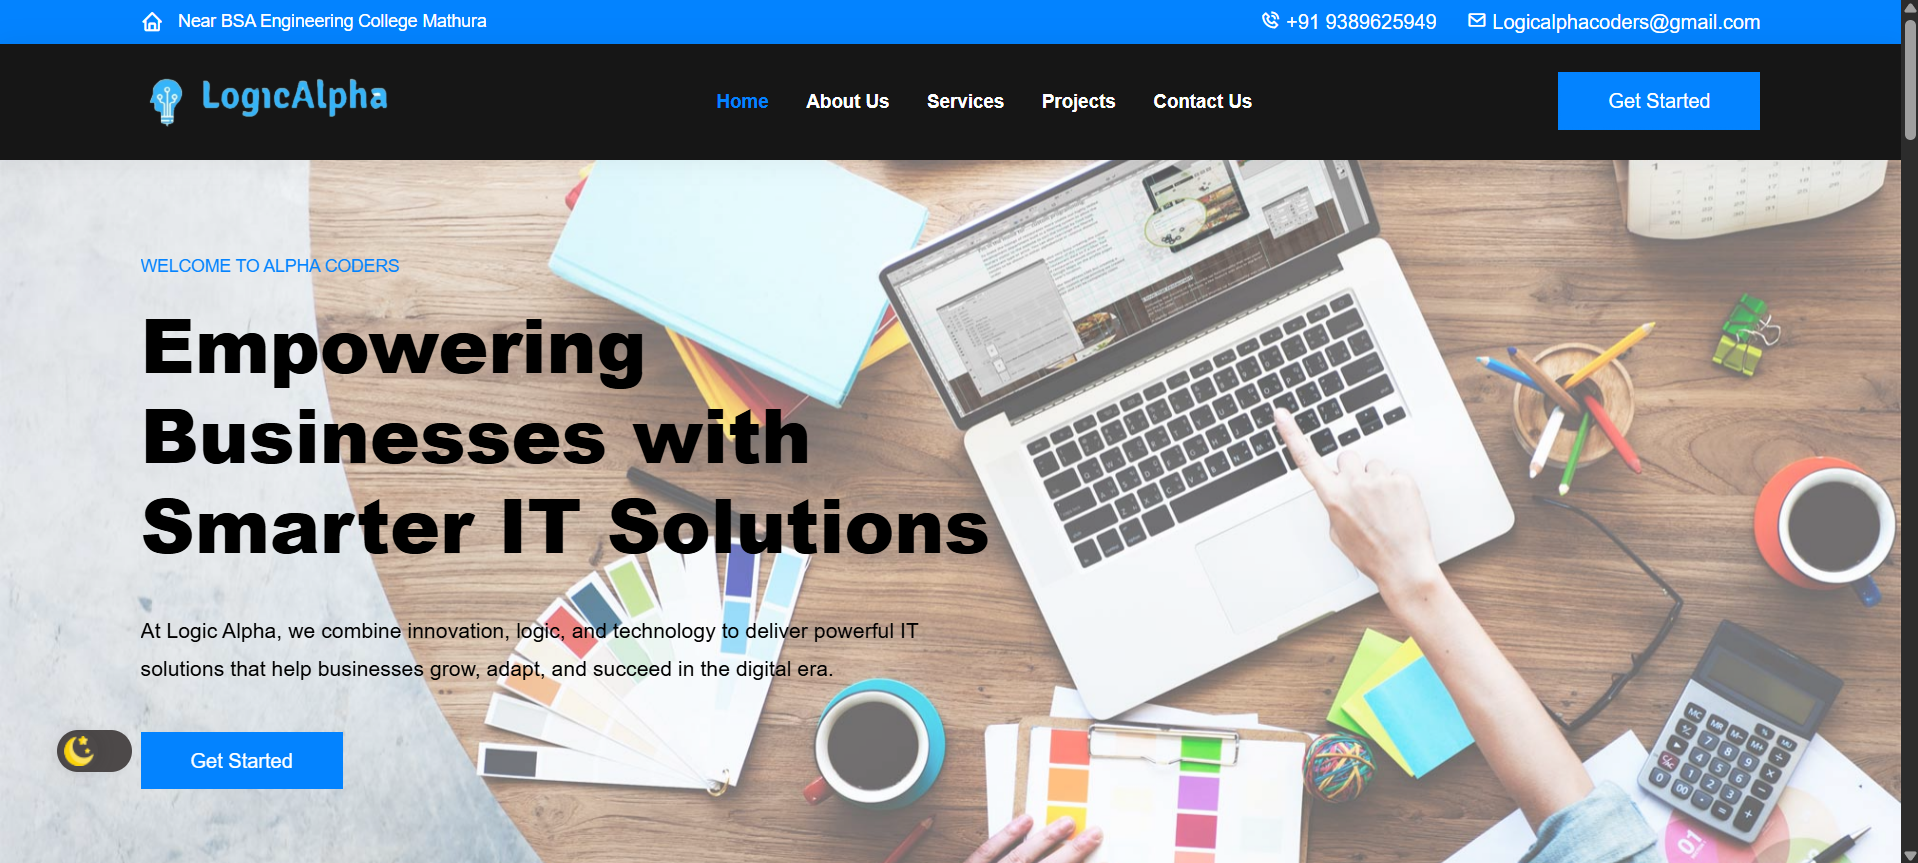 Near BSA Engineering College Mathura
+91 9389625949
Logicalphacoders@gmail.com
LogicAlpha
Home
About Us
Services
Projects
Contact Us
Get Started
WELCOME TO ALPHA CODERS
Empowering
Businesses with
Smarter IT Solutions
At Logic Alpha, we combine innovation, logic, and technology to deliver powerful IT
solutions that help businesses grow, adapt, and succeed in the digital era.
Get Started